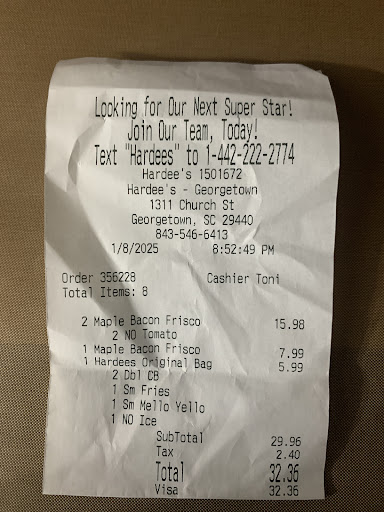 Looking for Our Next Super Star!
Join Our Team, Today!
Text "Hardees" to 1-442-222-2774
Hardee's 1501672
Hardee's - Georgetown
1311 Church St
Georgetown, SC 29440
843-546-6413
1/8/2025 8:52:49 PM
Order 356228 Cashier Toni
Total Items: 8
2 Maple Bacon Frisco 15.98
2 NO Tomato
1 Maple Bacon Frisco 7.99
1 Hardees Original Bag 5.99
2 Dbl CB
1 Sm Fries
1 Sm Mello Yello
1 NO Ice
SubTotal 29.96
Tax 2.40
Total 32.36
Visa 32.36